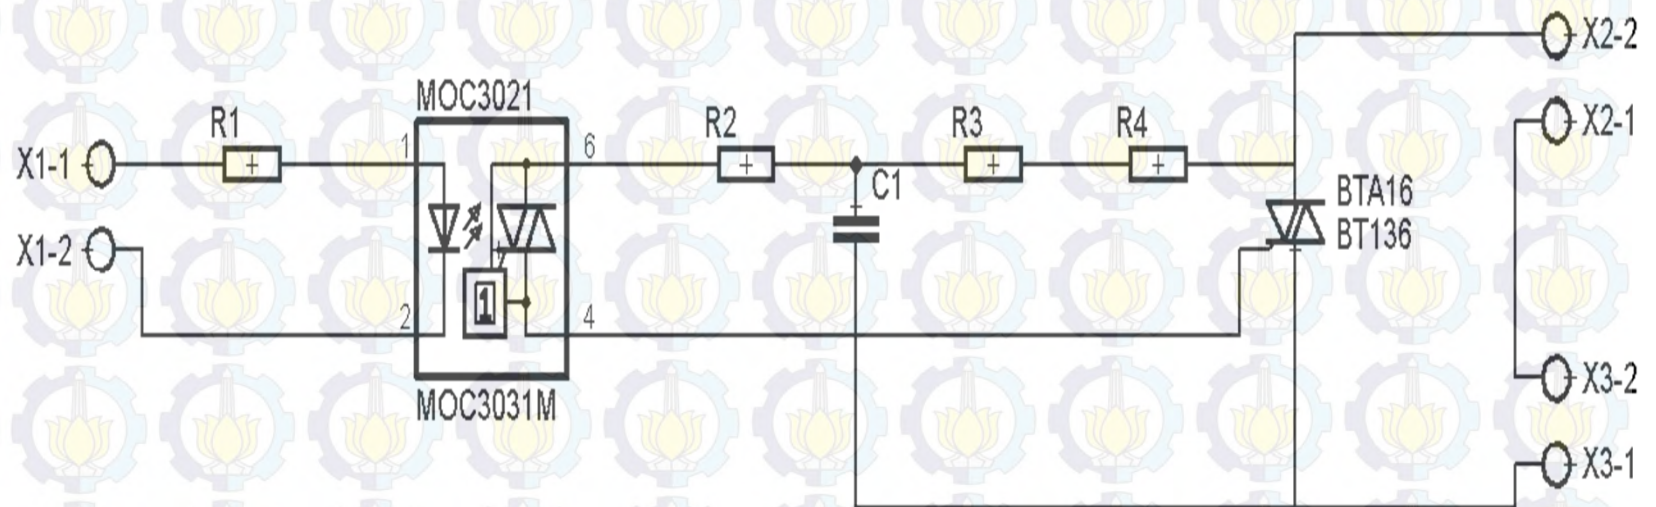 X2-2
MOC3021
X2-1
R1
R2
R3
R4
X1-1
1
6
C1
BTA16
BT136
X1-2
1
2
4
X3-2
MOC3031M
X3-1